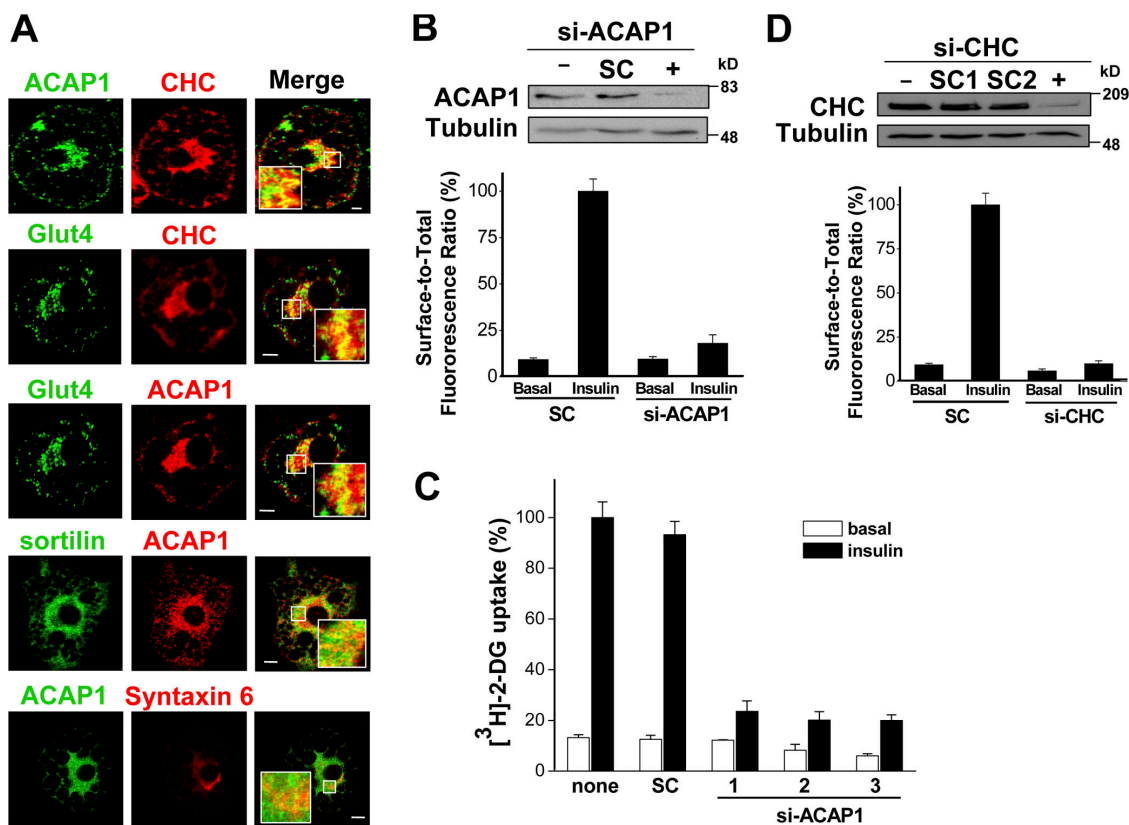 A
ACAP1 CHC Merge
Glut4 CHC
Glut4 ACAP1
sortilin ACAP1
ACAP1 Syntaxin 6
B
si-ACAP1
– SC + kD
ACAP1 83
Tubulin 48
Surface-to-Total
Fluororescence Ratio (%)
100
75
50
25
0
Basal Insulin Basal Insulin
SC si-ACAP1
D
si-CHC
– SC1 SC2 + kD
CHC 209
Tubulin 48
Surface-to-Total
Fluorescence Ratio (%)
100
75
50
25
0
Basal Insulin Basal Insulin
SC si-CHC
C
[³H]-2-DG uptake (%)
100
80
60
40
20
0
basal
insulin
none SC 1 2 3
si-ACAP1